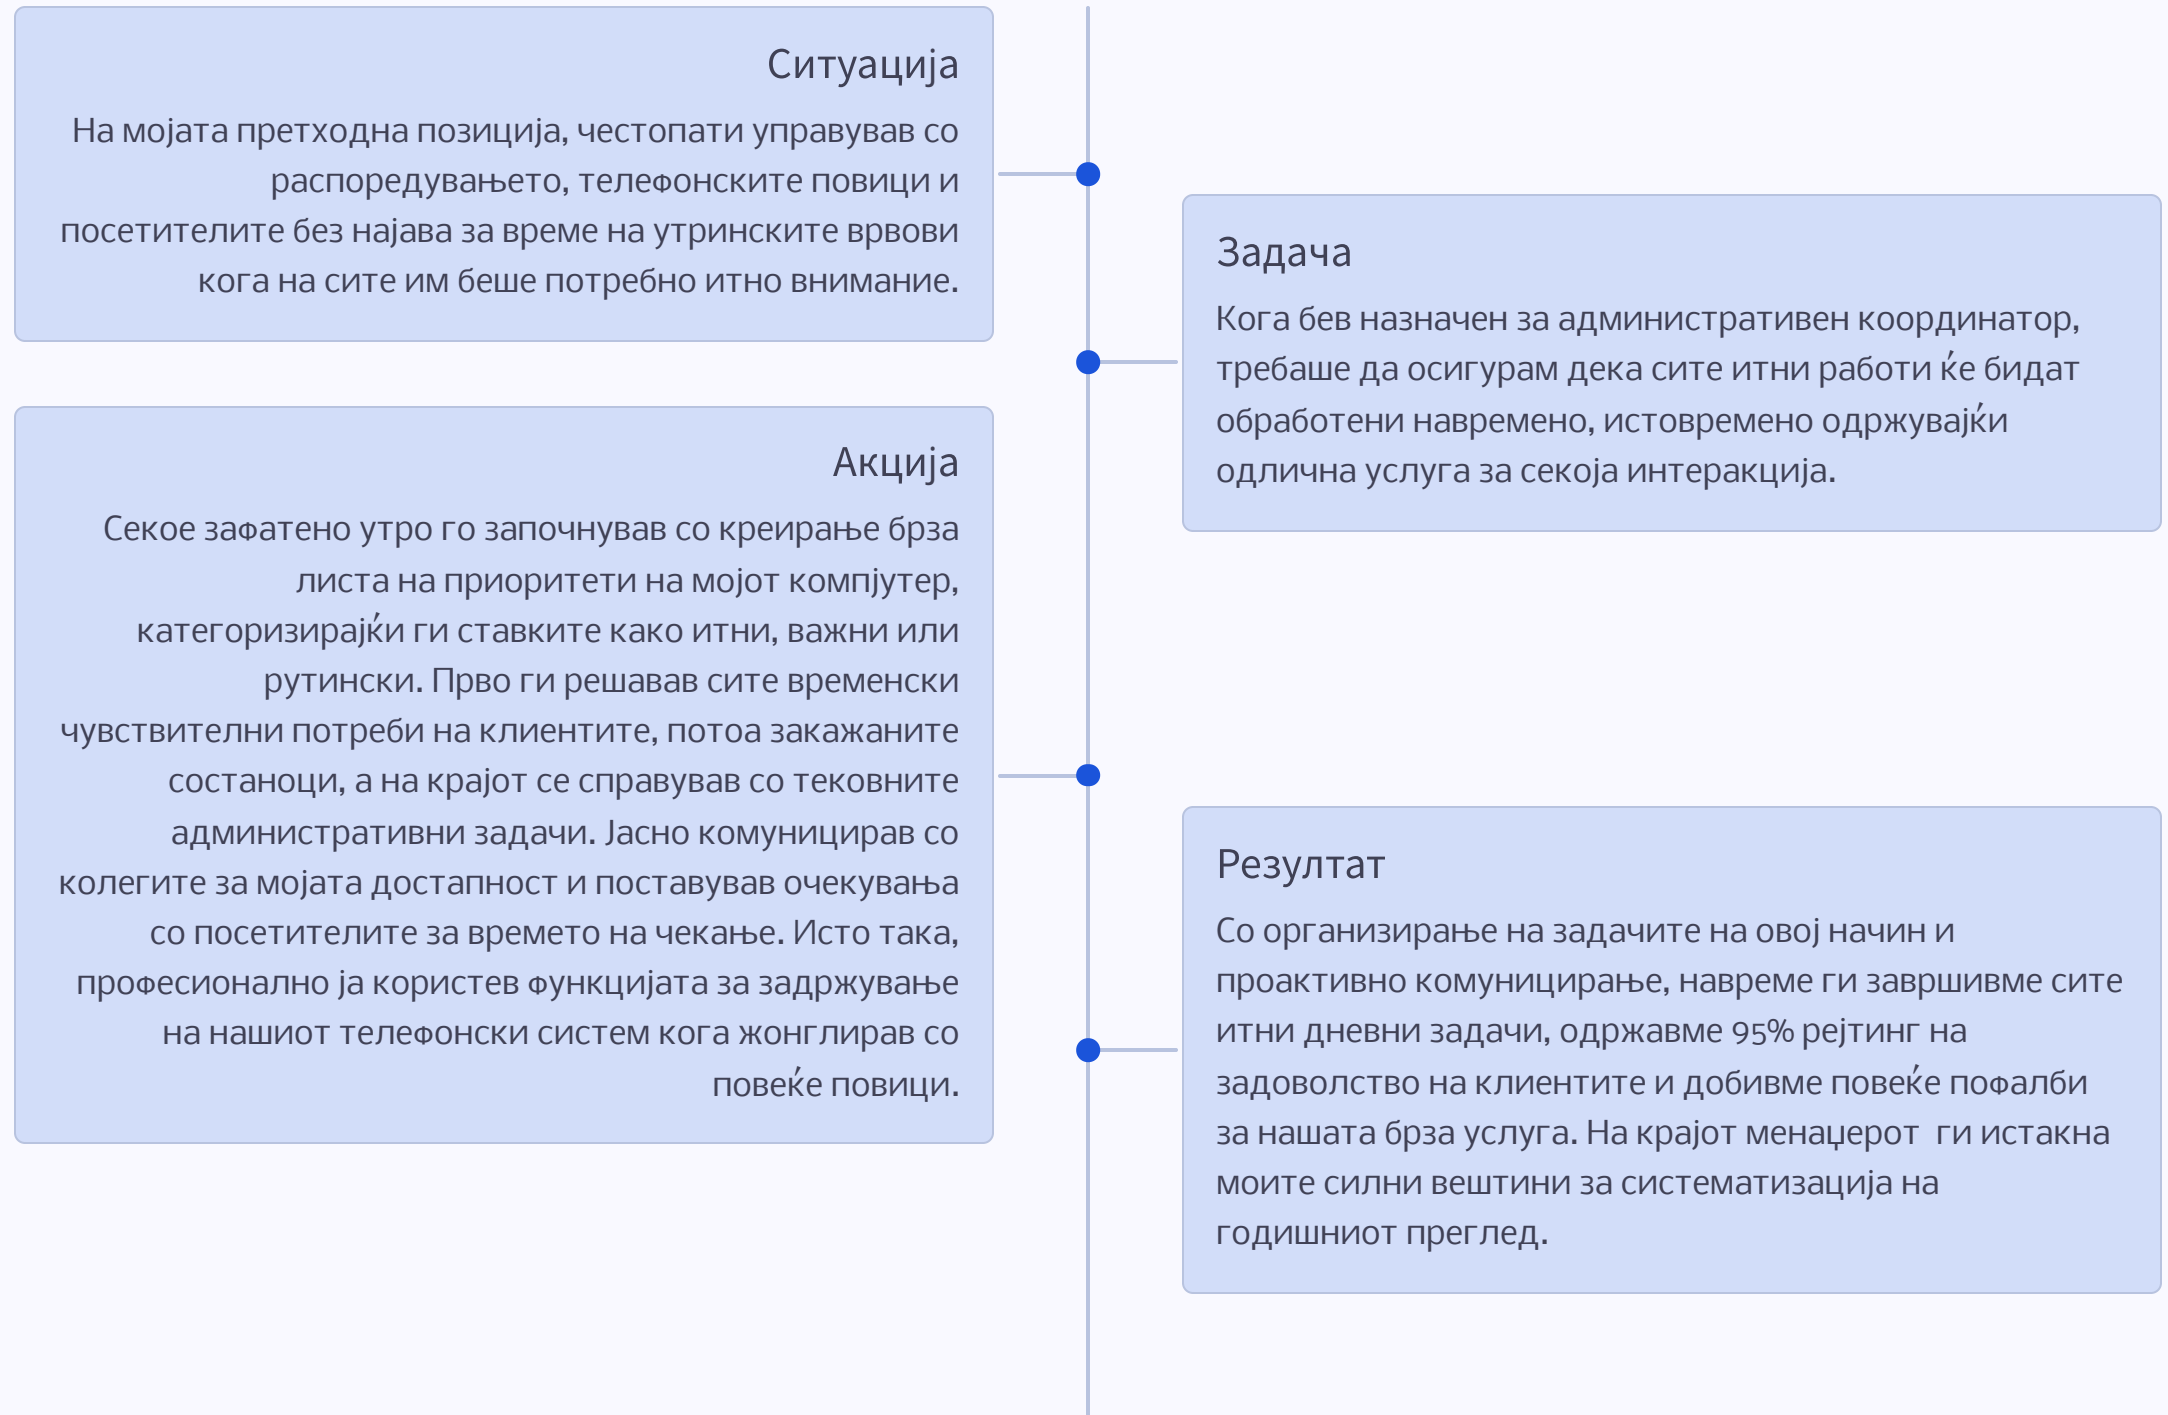 Ситуација
На мојата претходна позиција, честопати управував со
распоредувањето, телефонските повици и
посетителите без најава за време на утринските врвови
кога на сите им беше потребно итно внимание.
Задача
Кога бев назначен за административен координатор,
требаше да осигурам дека сите итни работи ќе бидат
обработени навремено, истовремено одржувајќи
одлична услуга за секоја интеракција.
Акција
Секое зафатено утро го започнував со креирање брза
листа на приоритети на мојот компјутер,
категоризирајќи ги ставките како итни, важни или
рутински. Прво ги решавав сите временски
чувствителни потреби на клиентите, потоа закажаните
состаноци, а на крајот се справував со тековните
административни задачи. Јасно комуницирав со
колегите за мојата достапност и поставував очекувања
со посетителите за времето на чекање. Исто така,
професионално ја користев функцијата за задржување
на нашиот телефонски систем кога жонглирав со
повеќе повици.
Резултат
Со организирање на задачите на овој начин и
проактивно комуницирање, навреме ги завршивме сите
итни дневни задачи, одржавме 95% рејтинг на
задоволство на клиентите и добивме повеќе пофалби
за нашата брза услуга. На крајот менаџерот  ги истакна
моите силни вештини за систематизација на
годишниот преглед.